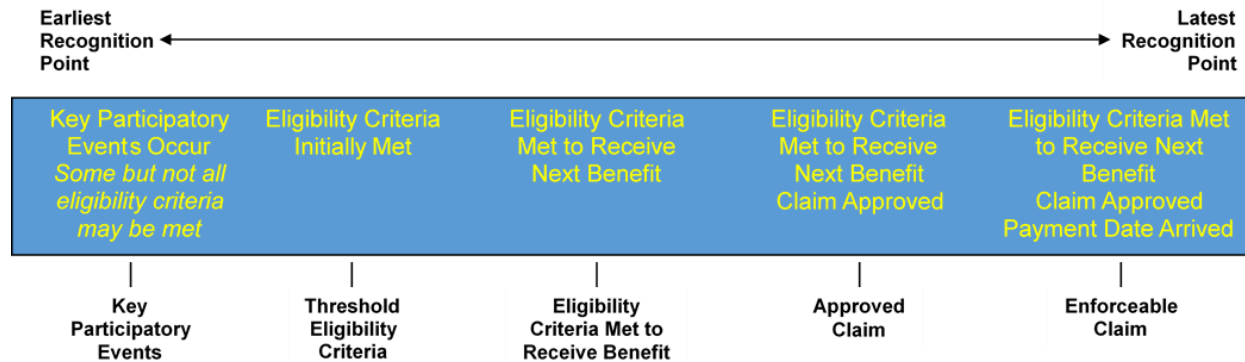 Earliest
Recognition
Point
Latest
Recognition
Point
Key Participatory
Events Occur
Some but not all
eligibility criteria
may be met
Eligibility Criteria
Initially Met
Eligibility Criteria
Met to Receive
Next Benefit
Eligibility Criteria
Met to Receive
Next Benefit
Claim Approved
Eligibility Criteria Met
to Receive Next
Benefit
Claim Approved
Payment Date Arrived
Key
Participatory
Events
Threshold
Eligibility
Criteria
Eligibility
Criteria Met to
Receive Benefit
Approved
Claim
Enforceable
Claim